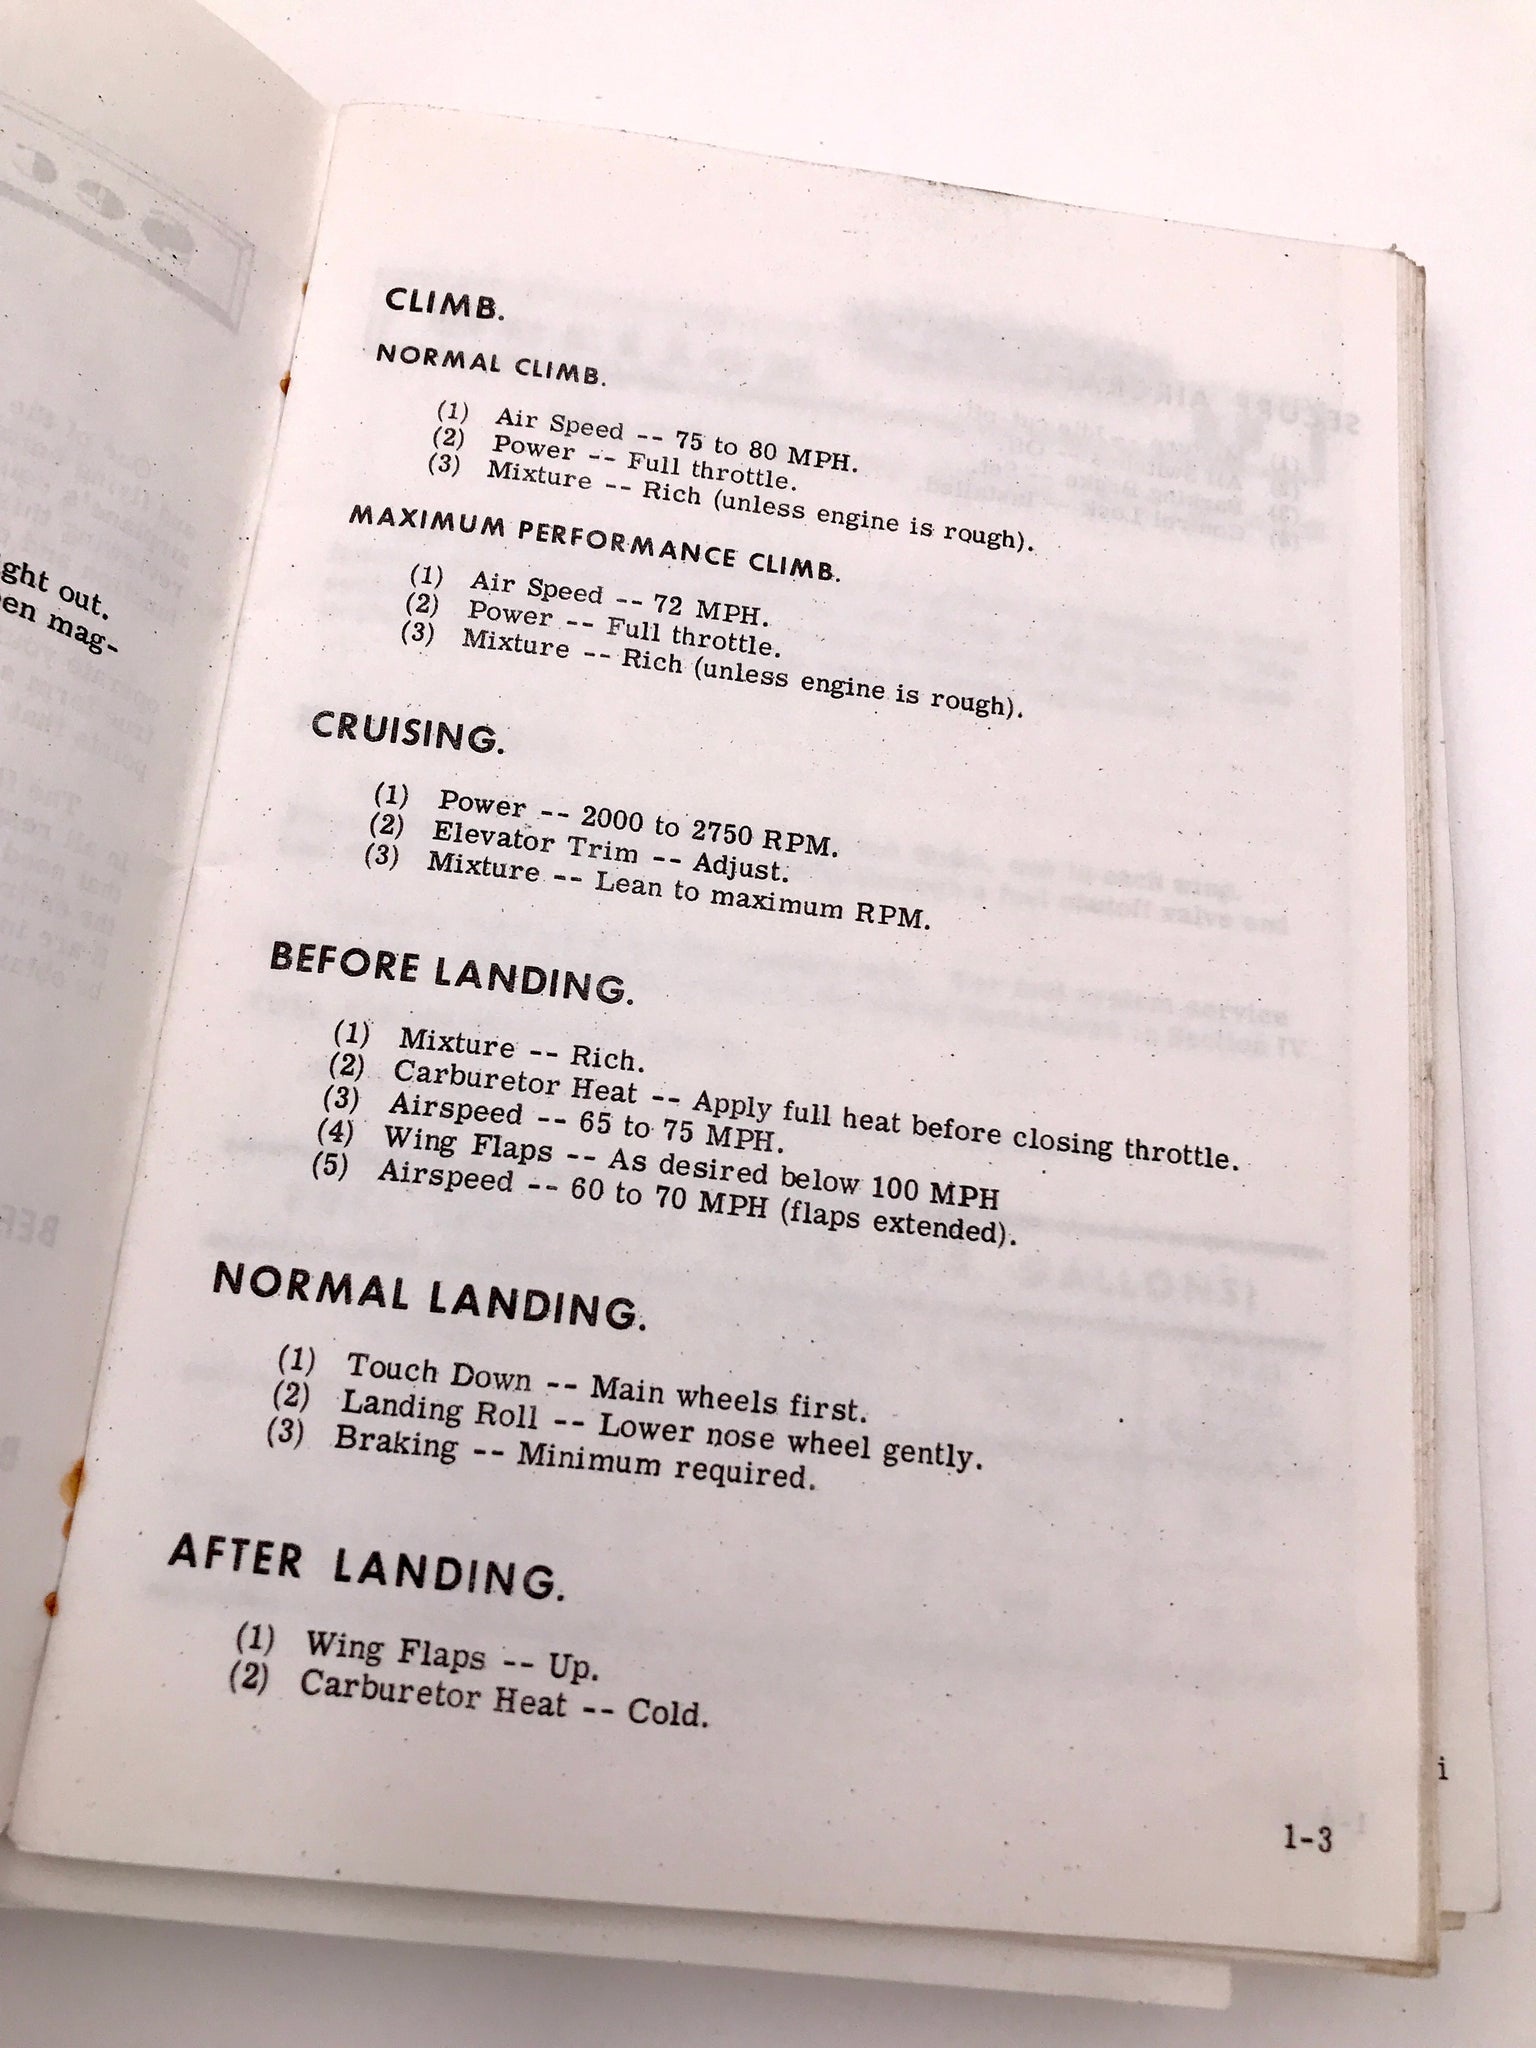 ght out.
en mag-
CLIMB.
NORMAL CLIMB.
(1) Air Speed -- 75 to 80 MPH.
(2) Power -- Full throttle.
(3) Mixture -- Rich (unless engine is rough).
MAXIMUM PERFORMANCE CLIMB.
(1) Air Speed -- 72 MPH.
(2) Power -- Full throttle.
(3) Mixture -- Rich (unless engine is rough).
CRUISING.
(1) Power -- 2000 to 2750 RPM.
(2) Elevator Trim -- Adjust.
(3) Mixture -- Lean to maximum RPM.
BEFORE LANDING.
(1) Mixture -- Rich.
(2) Carburetor Heat -- Apply full heat before closing throttle.
(3) Airspeed -- 65 to 75 MPH.
(4) Wing Flaps -- As desired below 100 MPH
(5) Airspeed -- 60 to 70 MPH (flaps extended).
NORMAL LANDING.
(1) Touch Down -- Main wheels first.
(2) Landing Roll -- Lower nose wheel gently.
(3) Braking -- Minimum required.
AFTER LANDING.
(1) Wing Flaps -- Up.
(2) Carburetor Heat -- Cold.
1-3
i